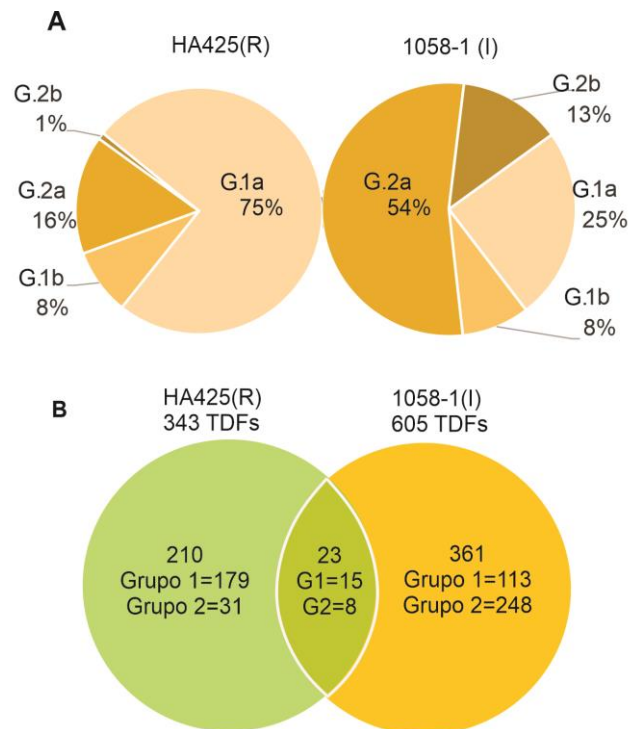 A
HA425(R)
1058-1 (I)
G.2b
1%
G.2a
16%
G.1b
8%
G.1a
75%
G.2a
54%
G.2b
13%
G.1a
25%
G.1b
8%
B
HA425(R)
343 TDFs
1058-1(I)
605 TDFs
210
Grupo 1=179
Grupo 2=31
23
G1=15
G2=8
361
Grupo 1=113
Grupo 2=248